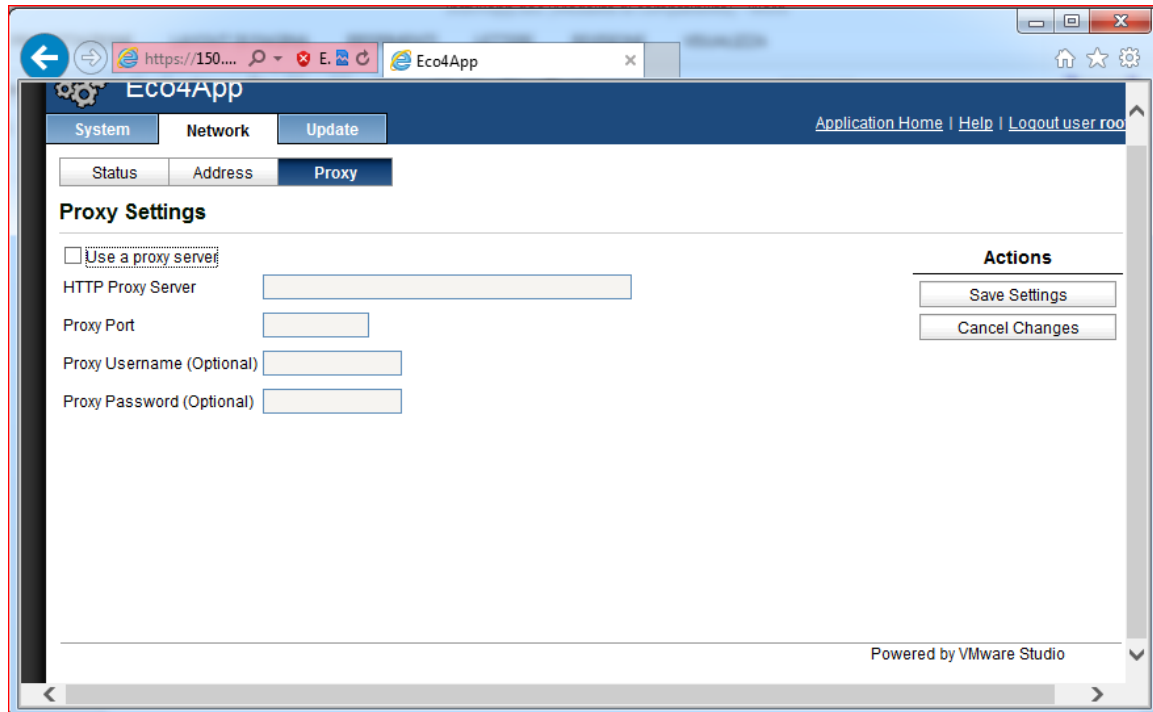 https://150.... E. Eco4App
Eco4App
System Network Update Application Home | Help | Logout user roo
Status Address Proxy
Proxy Settings
Use a proxy server
Actions
HTTP Proxy Server
Save Settings
Proxy Port
Cancel Changes
Proxy Username (Optional)
Proxy Password (Optional)
Powered by VMware Studio